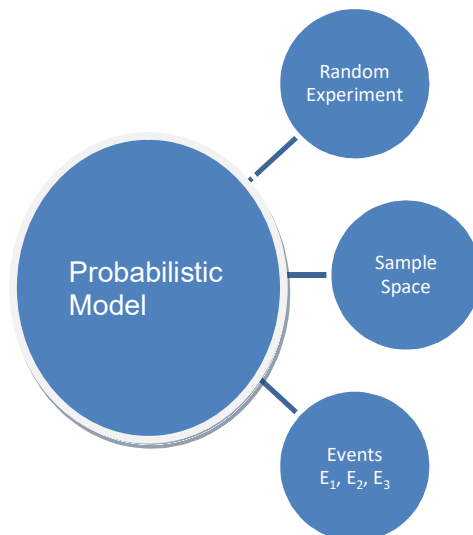 Random
Experiment
Probabilistic
Model
Sample
Space
Events
E₁, E₂, E₃